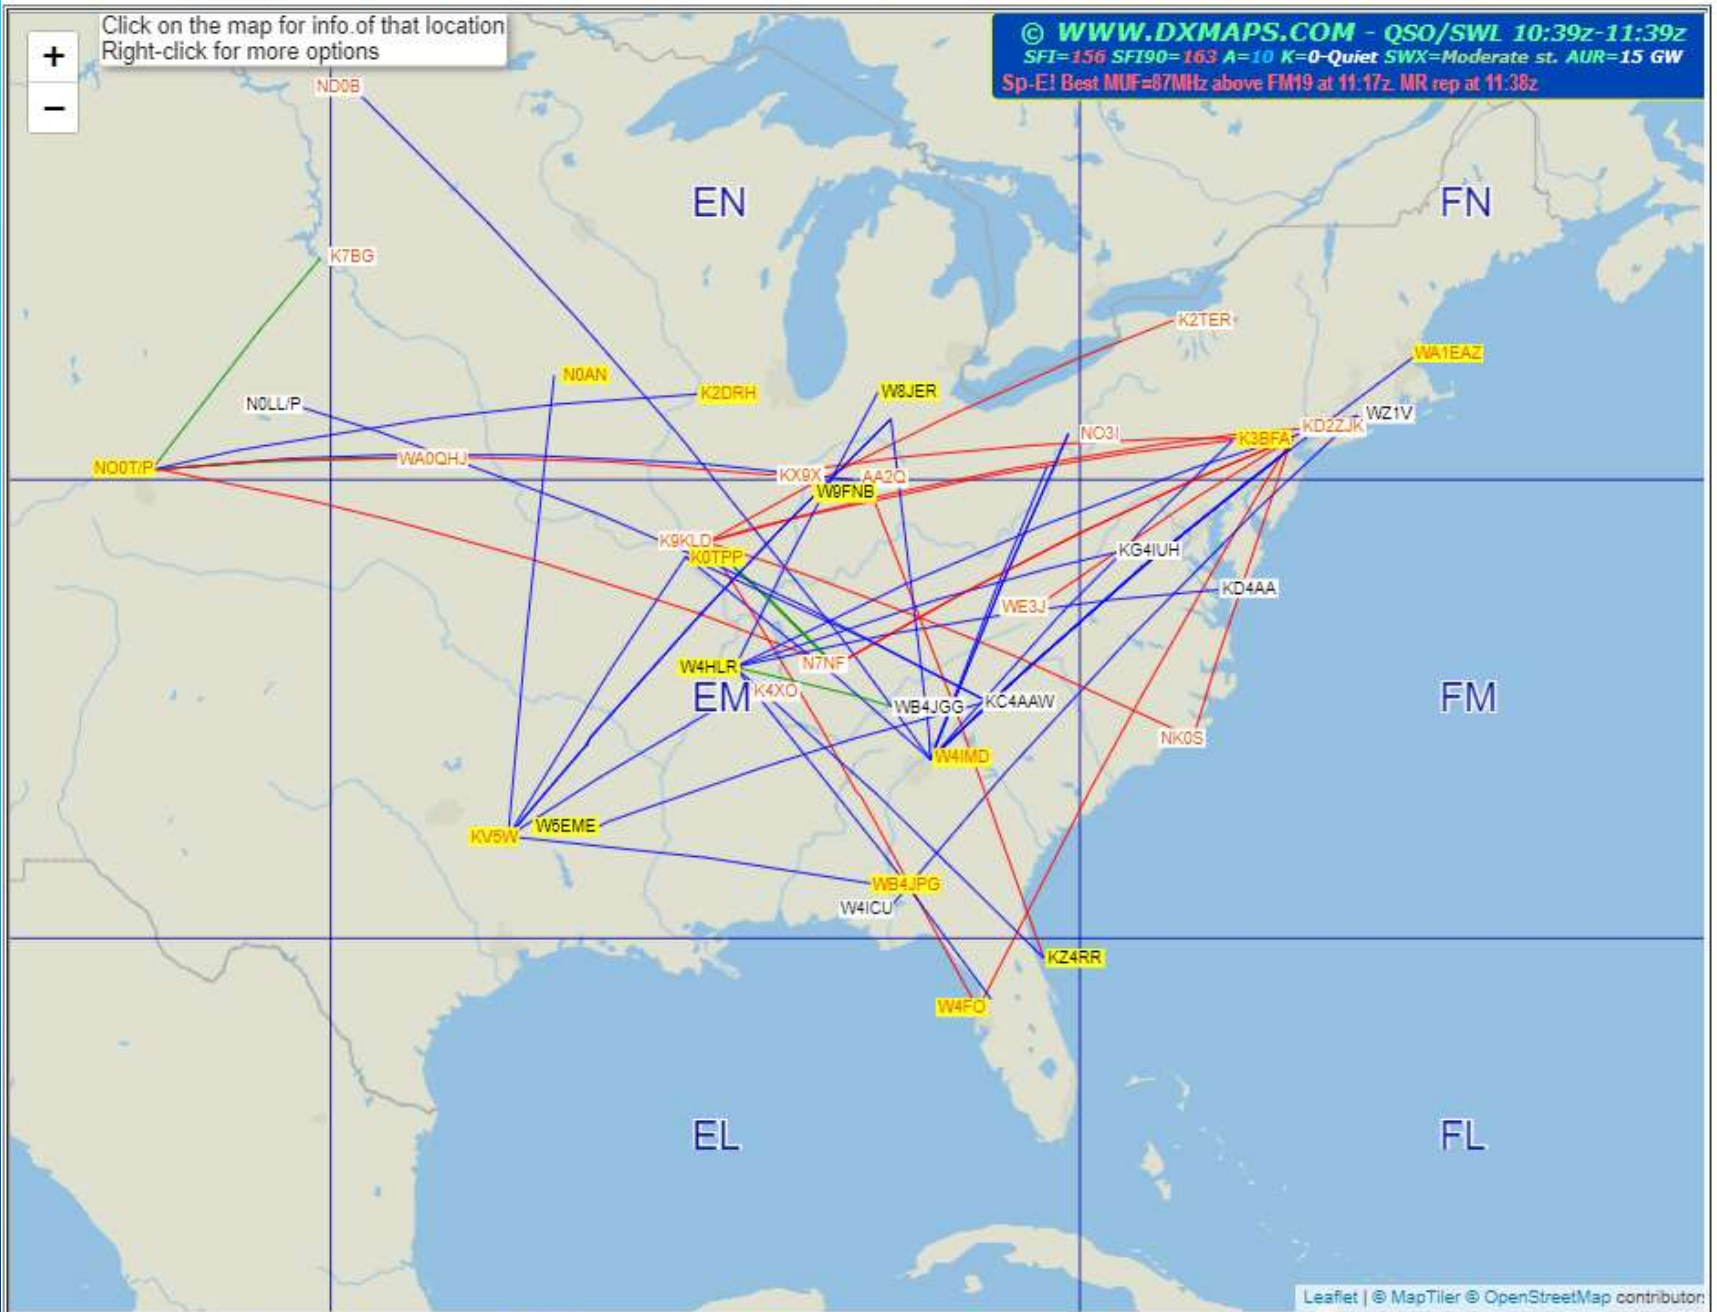 Click on the map for info.of that location
Right-click for more options
+
−
© WWW.DXMAPS.COM - QSO/SWL 10:39z-11:39z
SFI=156 SFI90=163 A=10 K=0-Quiet SWX=Moderate st. AUR=15 GW
Sp-E! Best MUF=87MHz above FM19 at 11:17z. MR rep at 11:38z
ND0B
EN
FN
K7BG
K2TER
WA1EAZ
N0AN
K2DRH
W8JER
N0LL/P
WZ1V
KD2ZJK
NO3I
K3BFA
WA0QHJ
NO0T/P
KX9X
AA2Q
W9FNB
K9KLD
K0TPP
KG4IUH
KD4AA
WE3J
W4HLR
N7NF
K4XO
EM
FM
WB4JGG
KC4AAW
NK0S
W4IMD
KV5W
W5EME
WB4JPG
W4ICU
KZ4RR
W4FO
EL
FL
Leaflet | © MapTiler © OpenStreetMap contributors